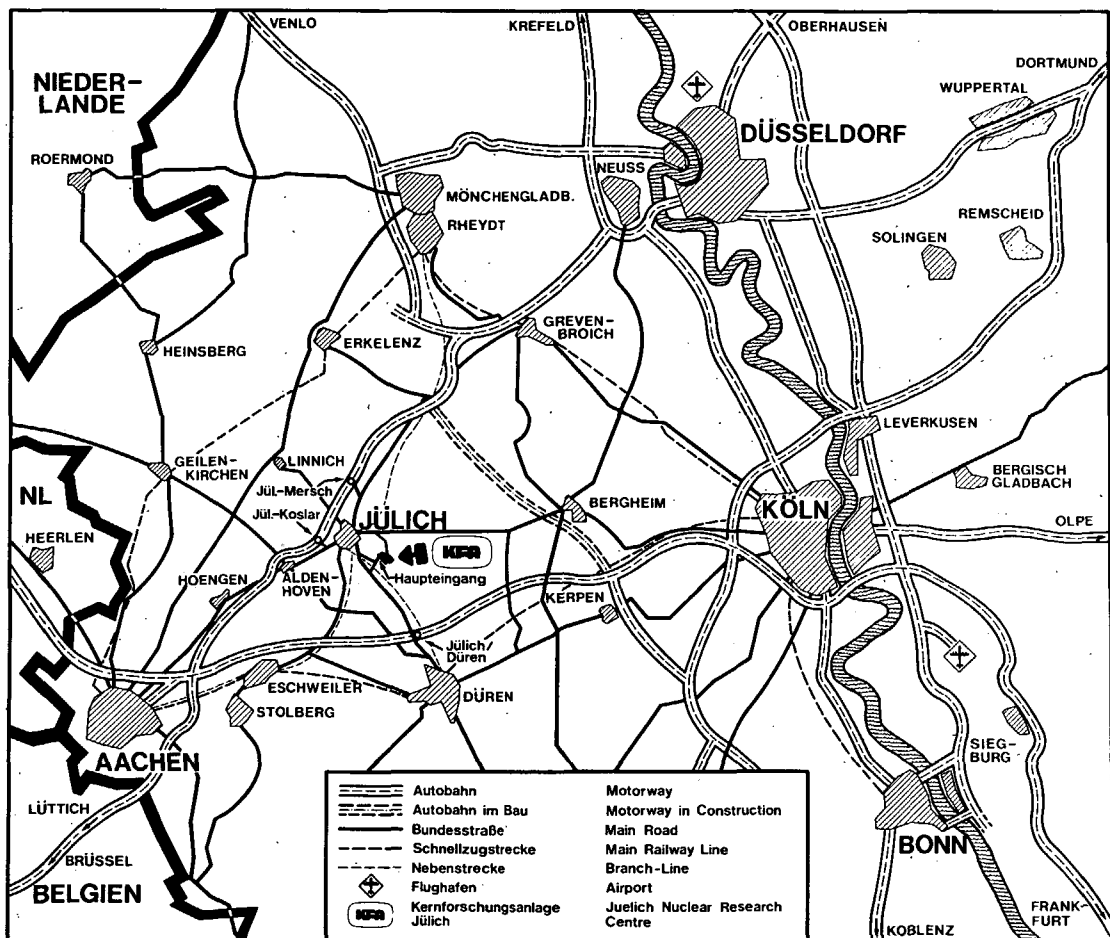 VENLO
KREFELD
OBERHAUSEN
DORTMUND
NIEDER-
LANDE
WUPPERTAL
DÜSSELDORF
ROERMOND
NEUSS
MÖNCHENGLADB.
RHEYDT
REMSCHEID
SOLINGEN
GREVEN-
BROICH
ERKELENZ
HEINSBERG
LEVERKUSEN
GEILEN-
KIRCHEN
LINNICH
BERGISCH
GLADBACH
NL
Jül.-Mersch
BERGHEIM
KÖLN
Jül.-Koslar
JÜLICH
OLPE
HEERLEN
KFA
HOENGEN
ALDEN-
HOVEN
Haupteingang
KERPEN
Jülich/
Düren
ESCHWEILER
DÜREN
STOLBERG
AACHEN
SIEG-
BURG
LÜTTICH
BONN
BRÜSSEL
BELGIEN
KOBLENZ
FRANK-
FURT
Autobahn Motorway
Autobahn im Bau Motorway in Construction
Bundesstraße Main Road
Schnellzugstrecke Main Railway Line
Nebenstrecke Branch-Line
Flughafen Airport
KFA Kernforschungsanlage Juelich Nuclear Research
Jülich Centre